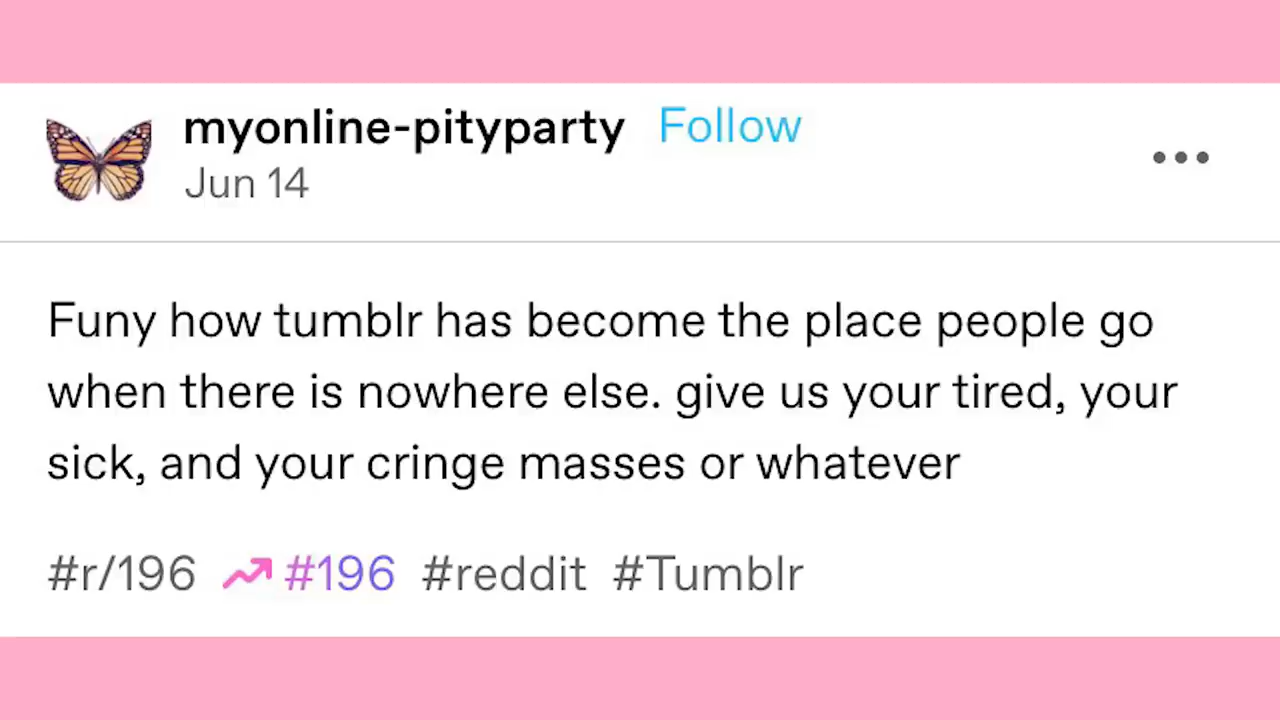 myonline-pityparty Follow
Jun 14
Funy how tumblr has become the place people go
when there is nowhere else. give us your tired, your
sick, and your cringe masses or whatever
#r/196 #196 #reddit #Tumblr